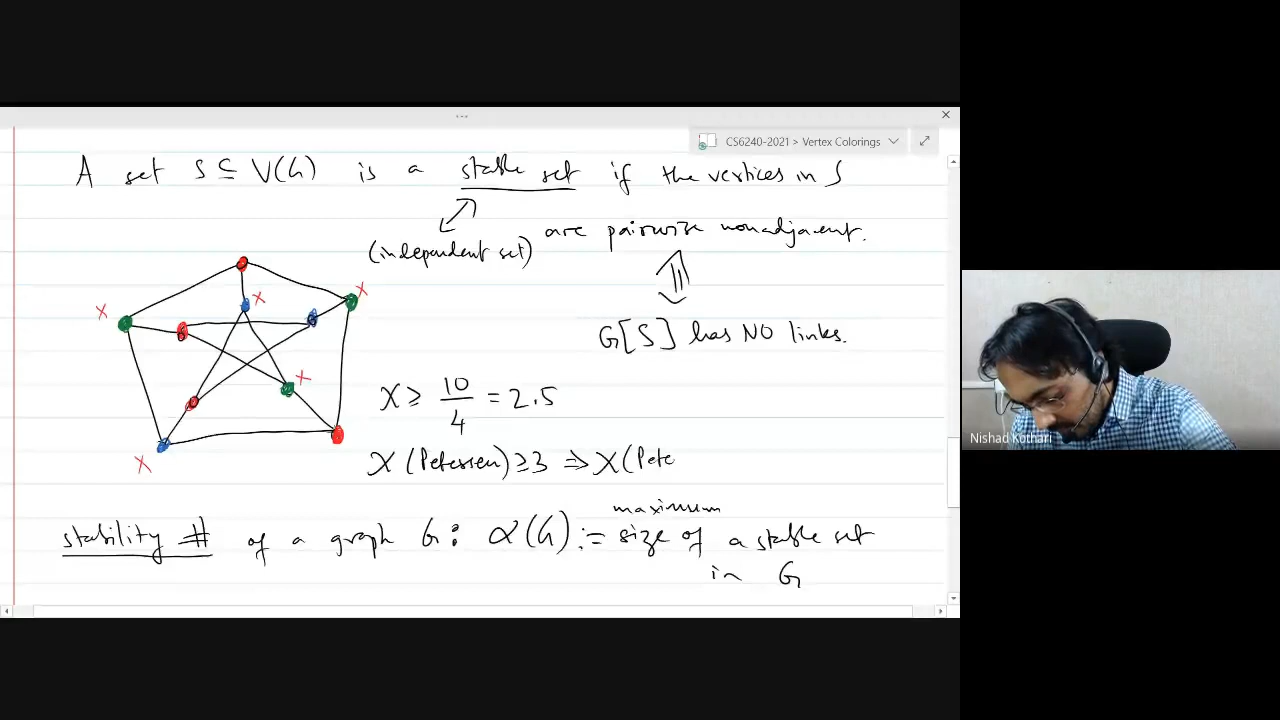 CS6240-2021 > Vertex Colorings
A set S ⊆ V(G) is a stable set if the vertices in S
(independent set) are pairwise nonadjacent.
G[S] has NO links.
X X X X X
χ ≥ 10/4 = 2.5
χ (Petersen) ≥ 3 ⇒ χ (Pete
stability # of a graph G : α(G) := maximum size of a stable set
in G
Nishad Kothari